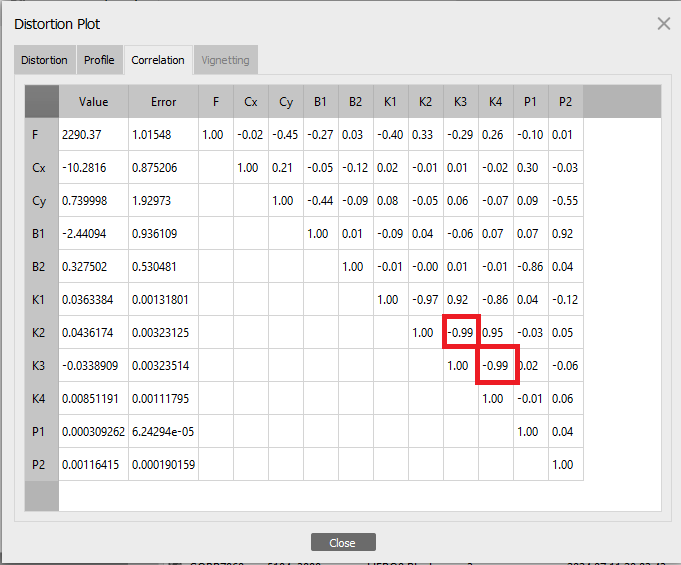 Distortion Plot
Distortion Profile Correlation Vignetting
Value Error F Cx Cy B1 B2 K1 K2 K3 K4 P1 P2
F 2290.37 1.01548 1.00 -0.02 -0.45 -0.27 0.03 -0.40 0.33 -0.29 0.26 -0.10 0.01
Cx -10.2816 0.875206 1.00 0.21 -0.05 -0.12 0.02 -0.01 0.01 -0.02 0.30 -0.03
Cy 0.739998 1.92973 1.00 -0.44 -0.09 0.08 -0.05 0.06 -0.07 0.09 -0.55
B1 -2.44094 0.936109 1.00 0.01 -0.09 0.04 -0.06 0.07 0.07 0.92
B2 0.327502 0.530481 1.00 -0.01 -0.00 0.01 -0.01 -0.86 0.04
K1 0.0363384 0.00131801 1.00 -0.97 0.92 -0.86 0.04 -0.12
K2 0.0436174 0.00323125 1.00 -0.99 0.95 -0.03 0.05
K3 -0.0338909 0.00323514 1.00 -0.99 0.02 -0.06
K4 0.00851191 0.00111795 1.00 -0.01 0.06
P1 0.000309262 6.24294e-05 1.00 0.04
P2 0.00116415 0.000190159 1.00
Close